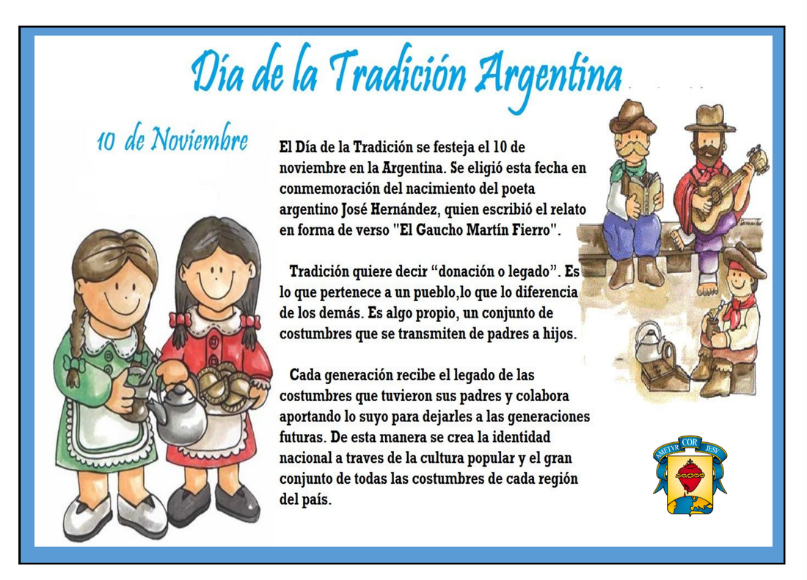 Día de la Tradición Argentina
10 de Noviembre
El Día de la Tradición se festeja el 10 de
noviembre en la Argentina. Se eligió esta fecha en
conmemoración del nacimiento del poeta
argentino José Hernández, quien escribió el relato
en forma de verso "El Gaucho Martín Fierro".
Tradición quiere decir “donación o legado”. Es
lo que pertenece a un pueblo,lo que lo diferencia
de los demás. Es algo propio, un conjunto de
costumbres que se transmiten de padres a hijos.
Cada generación recibe el legado de las
costumbres que tuvieron sus padres y colabora
aportando lo suyo para dejarles a las generaciones
futuras. De esta manera se crea la identidad
nacional a traves de la cultura popular y el gran
conjunto de todas las costumbres de cada región
del país.
AMETVR COR JESV